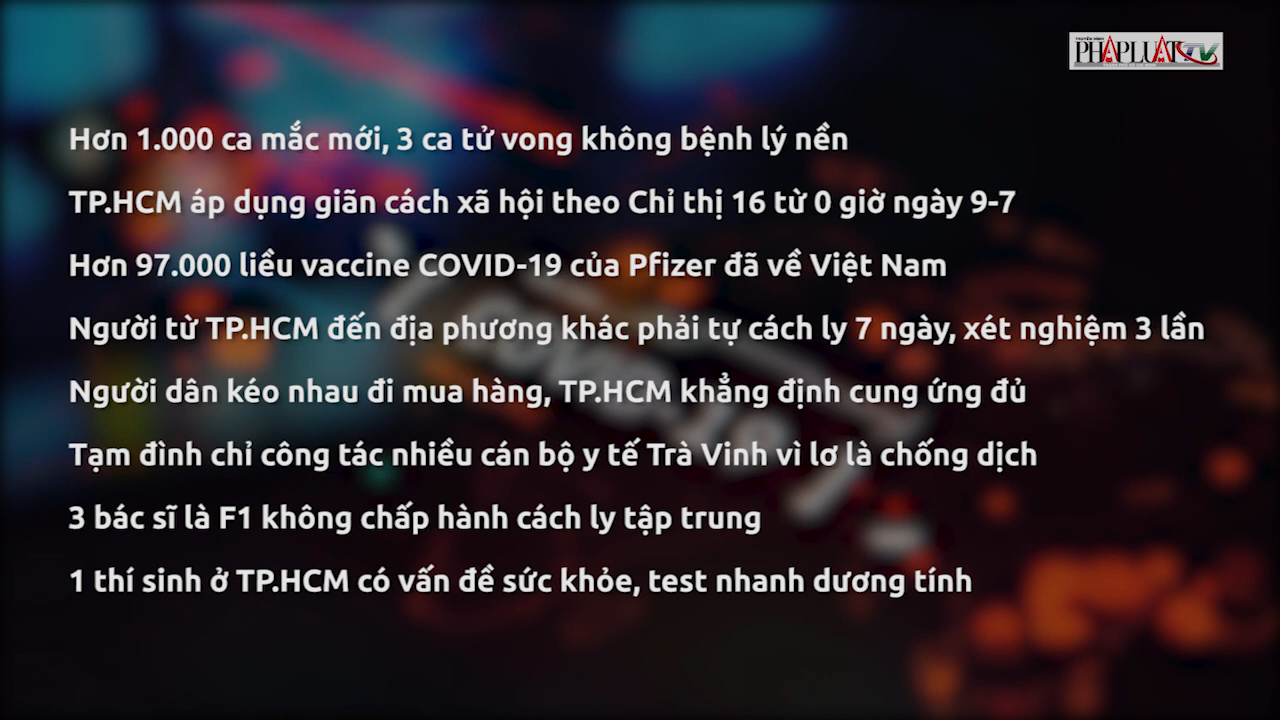 TRUYỀN HÌNH
PHÁPLUẬT TV
Hơn 1.000 ca mắc mới, 3 ca tử vong không bệnh lý nền
TP.HCM áp dụng giãn cách xã hội theo Chỉ thị 16 từ 0 giờ ngày 9-7
Hơn 97.000 liều vaccine COVID-19 của Pfizer đã về Việt Nam
Người từ TP.HCM đến địa phương khác phải tự cách ly 7 ngày, xét nghiệm 3 lần
Người dân kéo nhau đi mua hàng, TP.HCM khẳng định cung ứng đủ
Tạm đình chỉ công tác nhiều cán bộ y tế Trà Vinh vì lơ là chống dịch
3 bác sĩ là F1 không chấp hành cách ly tập trung
1 thí sinh ở TP.HCM có vấn đề sức khỏe, test nhanh dương tính